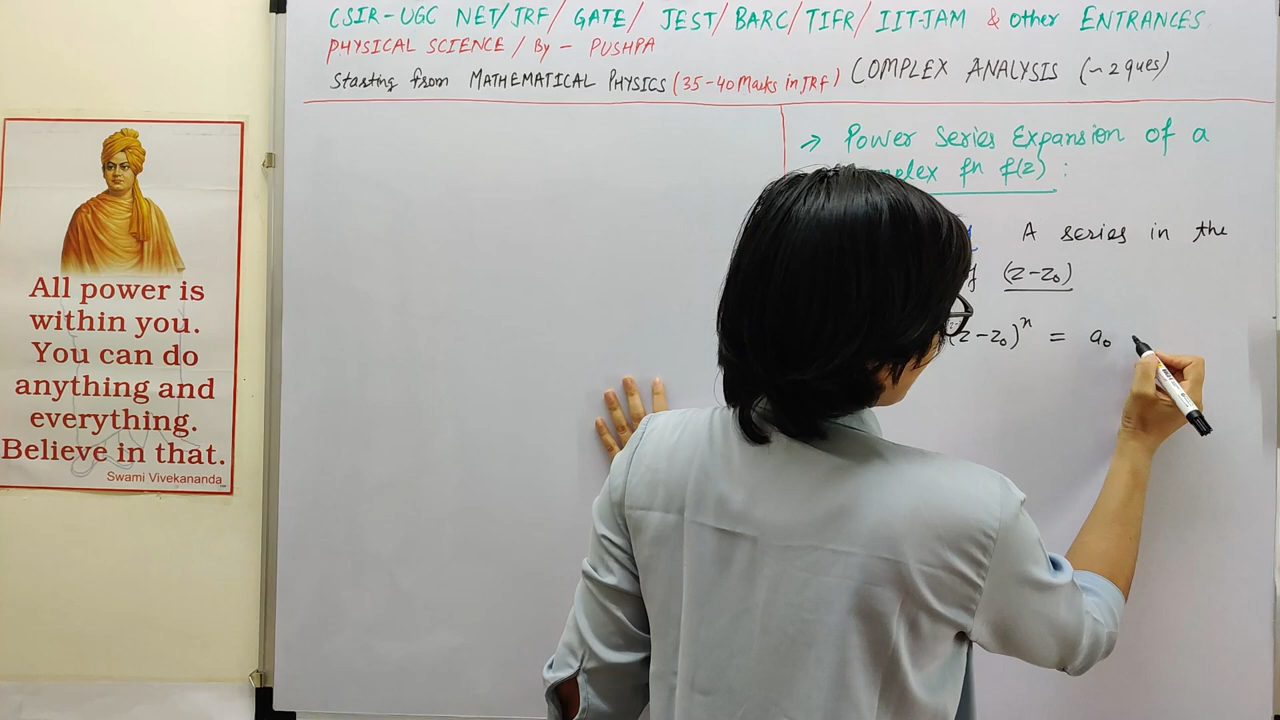 CSIR-UGC NET/JRF/ GATE/ JEST/BARC/TIFR/ IIT-JAM & other ENTRANCES
PHYSICAL SCIENCE / By - PUSHPA
Starting from MATHEMATICAL PHYSICS (35-40 Marks in JRF) COMPLEX ANALYSIS (~2 ques)
All power is
within you.
You can do
anything and
everything.
Believe in that.
Swami Vivekananda
→ Power Series Expansion of a
plex fn f(z) :
A series in the
f (z-z₀)
(z-z₀)ⁿ = a₀